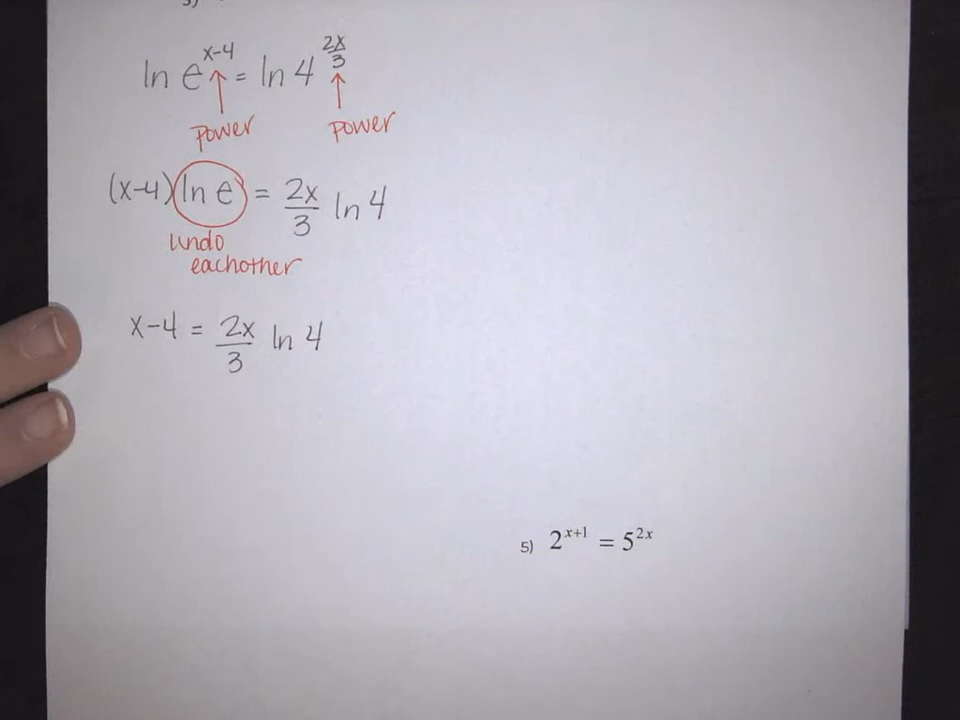 ln e^{x-4} = ln 4^{2x/3}
power power
(x-4) ln e = 2x/3 ln 4
undo
eachother
x-4 = 2x/3 ln 4
5) 2^{x+1} = 5^{2x}